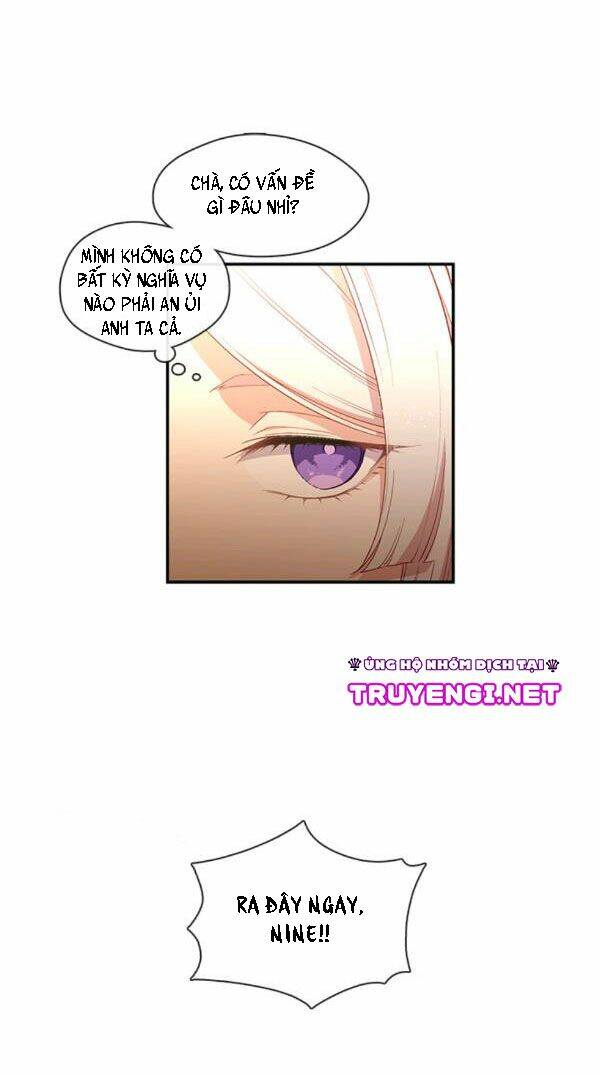 CHÀ, CÓ VẤN ĐỀ
GÌ ĐÂU NHỈ?
MÌNH KHÔNG CÓ
BẤT KỲ NGHĨA VỤ
NÀO PHẢI AN ỦI
ANH TA CẢ.
ỦNG HỘ NHÓM DỊCH TẠI
TRUYENGI.NET
RA ĐÂY NGAY,
NINE!!